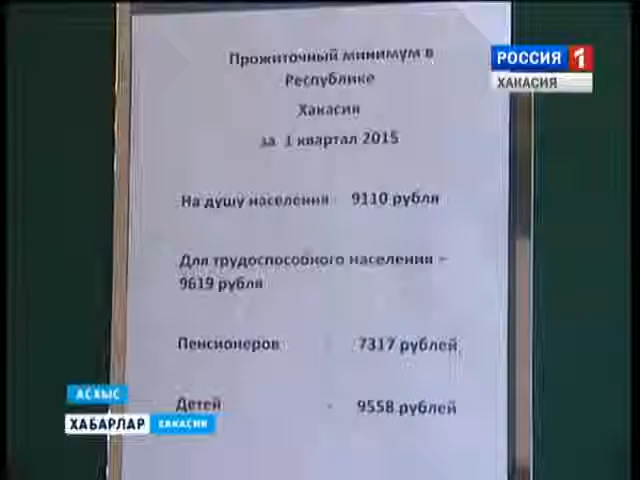 Прожиточный минимум в
Республике
Хакасия
за 1 квартал 2015
На душу населения - 9110 рубля
Для трудоспособного населения –
9619 рубля
Пенсионеров 7317 рублей
Детей - 9558 рублей
РОССИЯ 1
ХАКАСИЯ
АСХЫС
ХАБАРЛАР ХАКАСИЯ